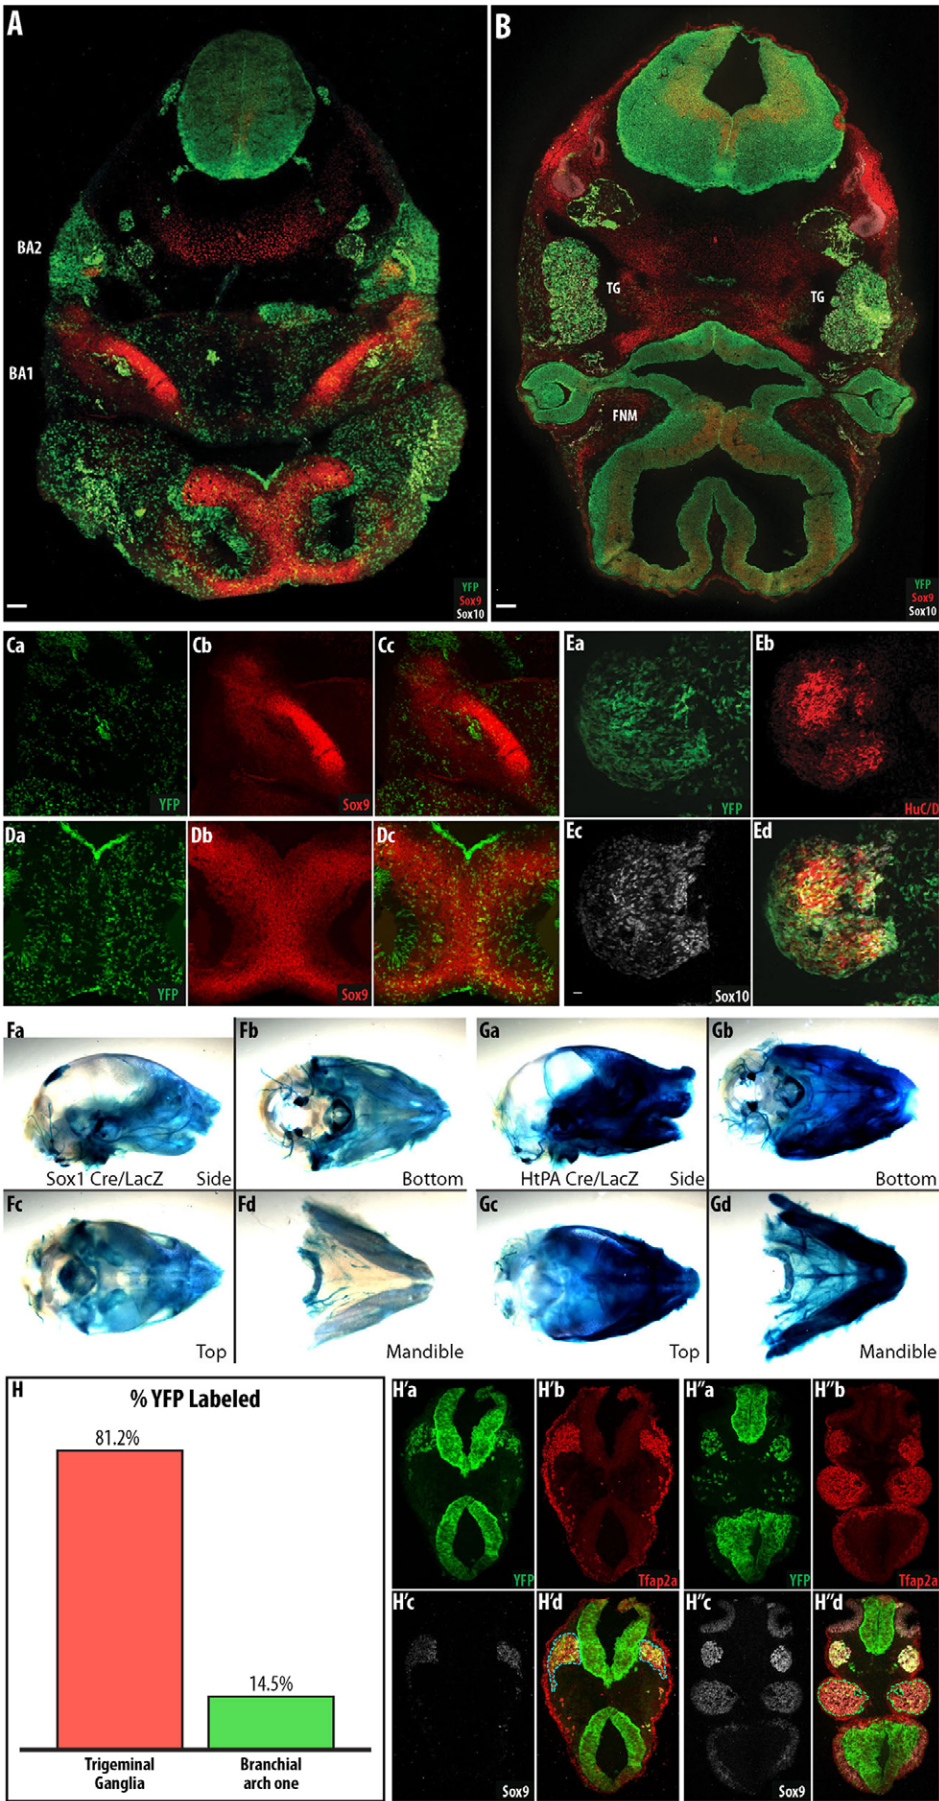 A
BA2
BA1
YFP
Sox9
Sox10
B
TG
TG
FNM
YFP
Sox9
Sox10
Ca
YFP
Cb
Sox9
Cc
Ea
YFP
Eb
HuC/D
Da
YFP
Db
Sox9
Dc
Ec
Sox10
Ed
Fa
Sox1 Cre/LacZ
Side
Fb
Bottom
Ga
HtPA Cre/LacZ
Side
Gb
Bottom
Fc
Top
Fd
Mandible
Gc
Top
Gd
Mandible
H
% YFP Labeled
81.2%
14.5%
Trigeminal
Ganglia
Branchial
arch one
H'a
YFP
H'b
Tfap2a
H"a
YFP
H"b
Tfap2a
H'c
Sox9
H'd
H"c
Sox9
H"d